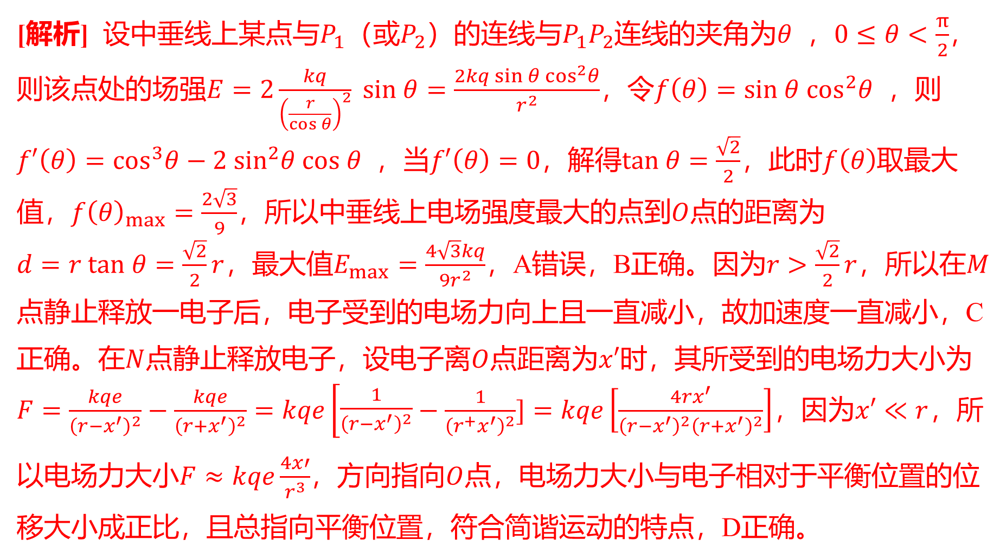 [解析] 设中垂线上某点与$P_1$（或$P_2$）的连线与$P_1P_2$连线的夹角为$\theta$ ，$0 \le \theta < \frac{\pi}{2}$,
则该点处的场强$E = 2\frac{kq}{\left(\frac{r}{\cos\theta}\right)^2}\sin\theta = \frac{2kq\sin\theta\cos^2\theta}{r^2}$，令$f(\theta) = \sin\theta\cos^2\theta$ ，则
$f'(\theta) = \cos^3\theta - 2\sin^2\theta\cos\theta$ ，当$f'(\theta) = 0$，解得$\tan\theta = \frac{\sqrt{2}}{2}$，此时$f(\theta)$取最大
值，$f(\theta)_{\max} = \frac{2\sqrt{3}}{9}$，所以中垂线上电场强度最大的点到$O$点的距离为
$d = r\tan\theta = \frac{\sqrt{2}}{2}r$，最大值$E_{\max} = \frac{4\sqrt{3}kq}{9r^2}$，A错误，B正确。因为$r > \frac{\sqrt{2}}{2}r$，所以在$M$
点静止释放一电子后，电子受到的电场力向上且一直减小，故加速度一直减小，C
正确。在$N$点静止释放电子，设电子离$O$点距离为$x'$时，其所受到的电场力大小为
$F = \frac{kqe}{(r-x')^2} - \frac{kqe}{(r+x')^2} = kqe\left[\frac{1}{(r-x')^2} - \frac{1}{(r^+x')^2}\right] = kqe\left[\frac{4rx'}{(r-x')^2(r+x')^2}\right]$，因为$x' \ll r$，所
以电场力大小$F \approx kqe\frac{4x'}{r^3}$，方向指向$O$点，电场力大小与电子相对于平衡位置的位
移大小成正比，且总指向平衡位置，符合简谐运动的特点，D正确。